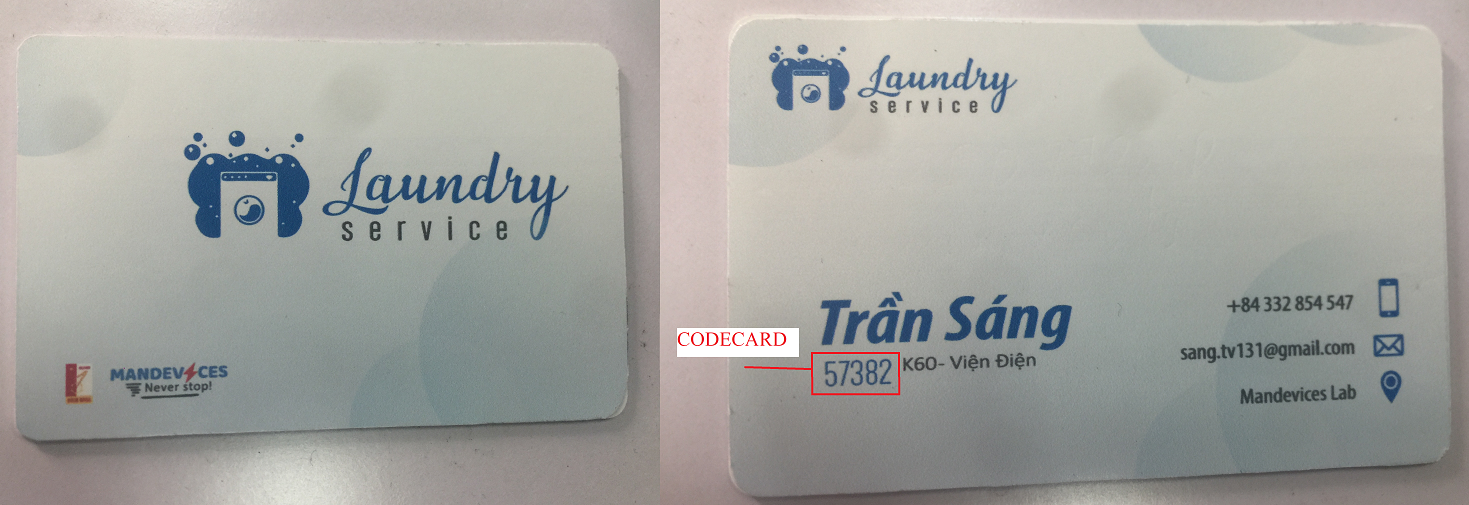 Laundry
service
MANDEVICES
Never stop!
Laundry
service
Trần Sáng
CODECARD
57382 K60- Viện Điện
+84 332 854 547
sang.tv131@gmail.com
Mandevices Lab